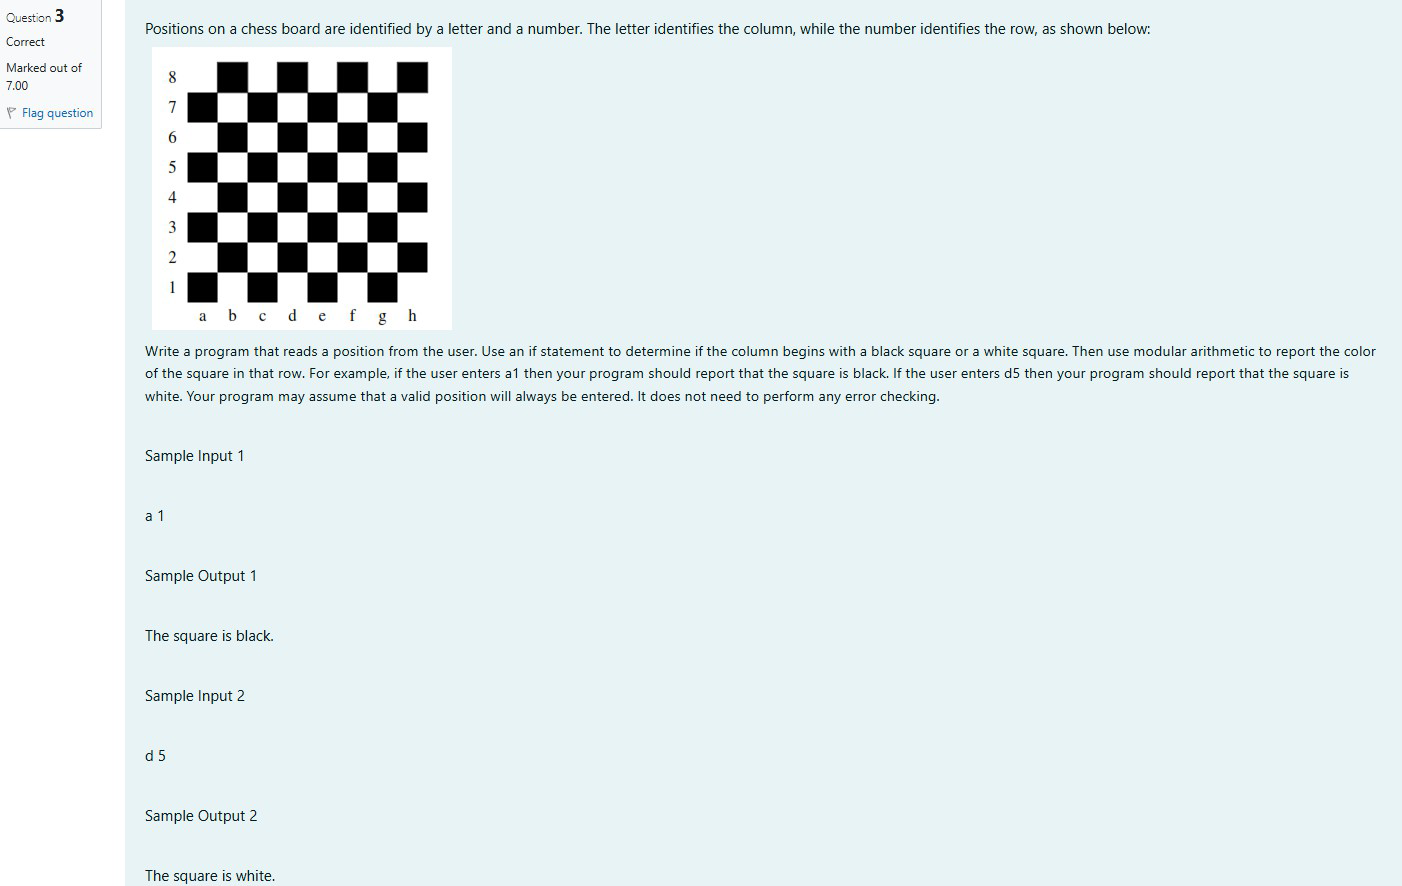 Question 3
Correct
Marked out of
7.00
Flag question
Positions on a chess board are identified by a letter and a number. The letter identifies the column, while the number identifies the row, as shown below:
8
7
6
5
4
3
2
1
a b c d e f g h
Write a program that reads a position from the user. Use an if statement to determine if the column begins with a black square or a white square. Then use modular arithmetic to report the color
of the square in that row. For example, if the user enters a1 then your program should report that the square is black. If the user enters d5 then your program should report that the square is
white. Your program may assume that a valid position will always be entered. It does not need to perform any error checking.
Sample Input 1
a 1
Sample Output 1
The square is black.
Sample Input 2
d 5
Sample Output 2
The square is white.